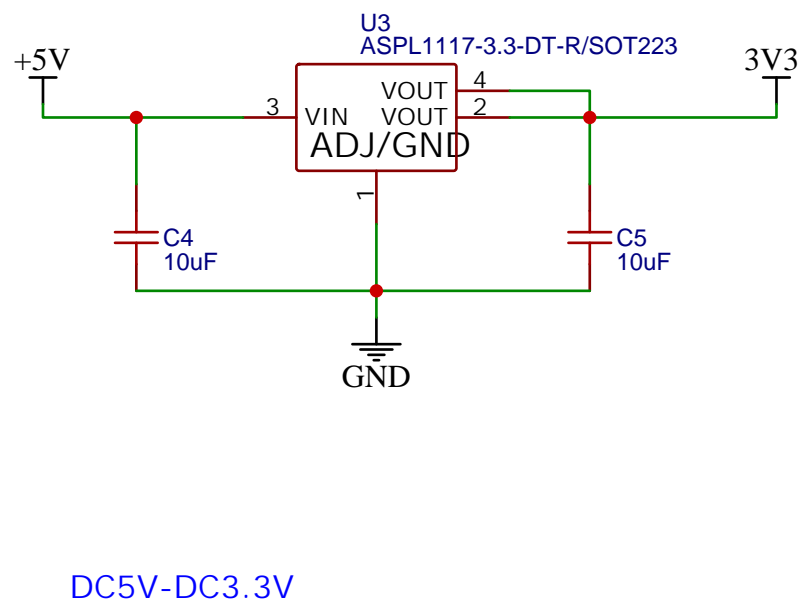 U3
ASPL1117-3.3-DT-R/SOT223
+5V
3V3
4
VOUT
3
VIN
VOUT
2
ADJ/GND
1
C4
10uF
C5
10uF
GND
DC5V-DC3.3V